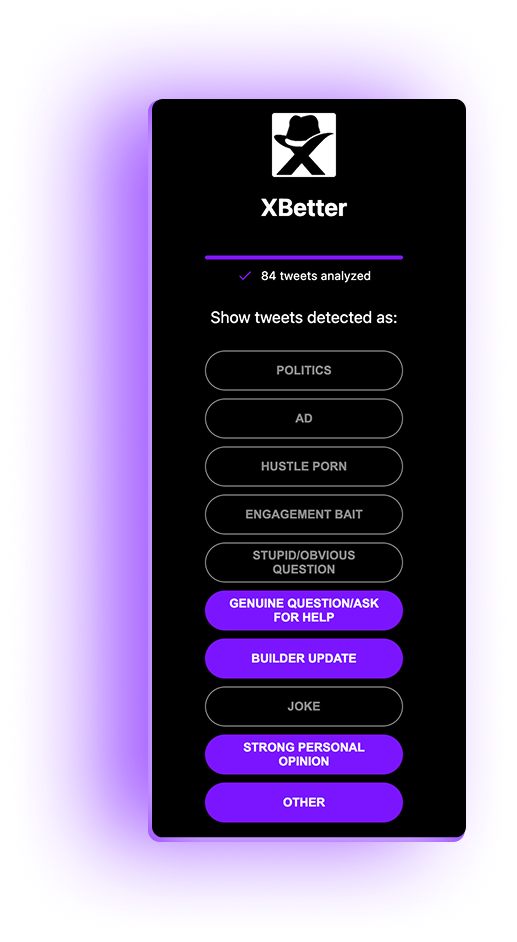 XBetter
84 tweets analyzed
Show tweets detected as:
POLITICS
AD
HUSTLE PORN
ENGAGEMENT BAIT
STUPID/OBVIOUS
QUESTION
GENUINE QUESTION/ASK
FOR HELP
BUILDER UPDATE
JOKE
STRONG PERSONAL
OPINION
OTHER